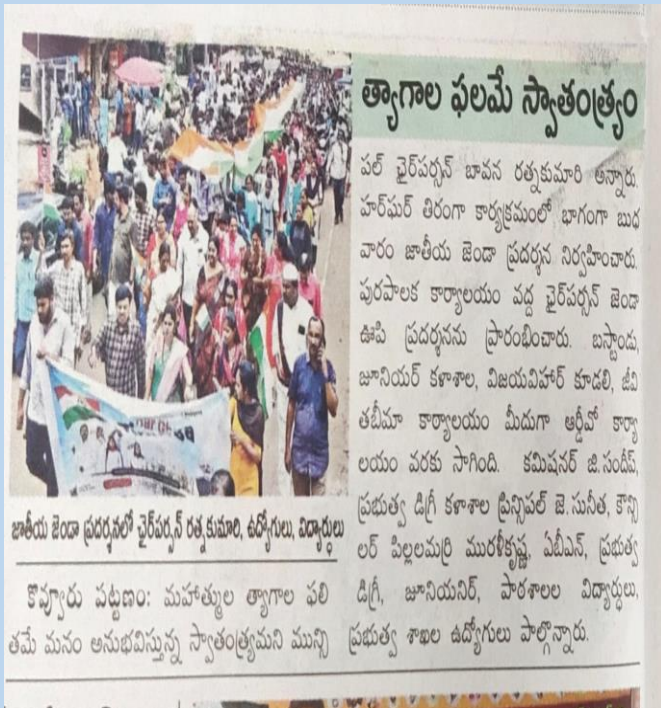 త్యాగాల ఫలమే స్వాతంత్ర్యం
జాతీయ జెండా ప్రదర్శనలో ఛైర్‌పర్సన్ రత్నకుమారి, ఉద్యోగులు, విద్యార్థులు
కొవ్వూరు పట్టణం: మహాత్ముల త్యాగాల ఫలి
తమే మనం అనుభవిస్తున్న స్వాతంత్ర్యమని మున్సి
పల్ ఛైర్‌పర్సన్ బావన రత్నకుమారి అన్నారు.
హర్‌ఘర్ తిరంగా కార్యక్రమంలో భాగంగా బుధ
వారం జాతీయ జెండా ప్రదర్శన నిర్వహించారు.
పురపాలక కార్యాలయం వద్ద ఛైర్‌పర్సన్ జెండా
ఊపి ప్రదర్శనను ప్రారంభించారు. బస్టాండు,
జూనియర్ కళాశాల, విజయవిహార్ కూడలి, జీవి
తబీమా కార్యాలయం మీదుగా ఆర్డీవో కార్యా
లయం వరకు సాగింది. కమిషనర్ జి.సందీప్,
ప్రభుత్వ డిగ్రీ కళాశాల ప్రిన్సిపల్ జె.సునీత, కౌన్సి
లర్ పిల్లలమర్రి మురళీకృష్ణ, ఏబీఎన్, ప్రభుత్వ
డిగ్రీ, జూనియనిర్, పాఠశాలల విద్యార్థులు,
ప్రభుత్వ శాఖల ఉద్యోగులు పాల్గొన్నారు.